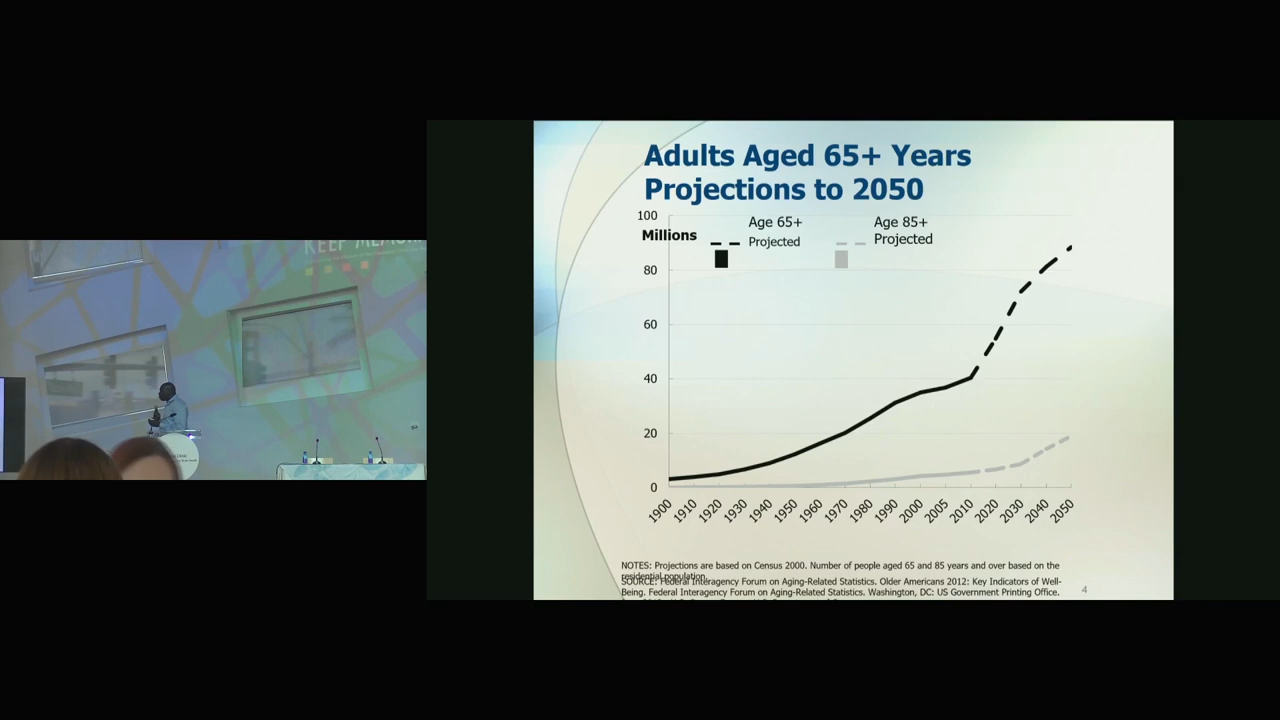 KEEP MEMOR
Adults Aged 65+ Years
Projections to 2050
100
Millions
80
60
40
20
0
Age 65+
Projected
Age 85+
Projected
1900
1910
1920
1930
1940
1950
1960
1970
1980
1990
2000
2005
2010
2020
2030
2040
2050
NOTES: Projections are based on Census 2000. Number of people aged 65 and 85 years and over based on the
residential population.
SOURCE: Federal Interagency Forum on Aging-Related Statistics. Older Americans 2012: Key Indicators of Well-
Being. Federal Interagency Forum on Aging-Related Statistics. Washington, DC: US Government Printing Office.
4